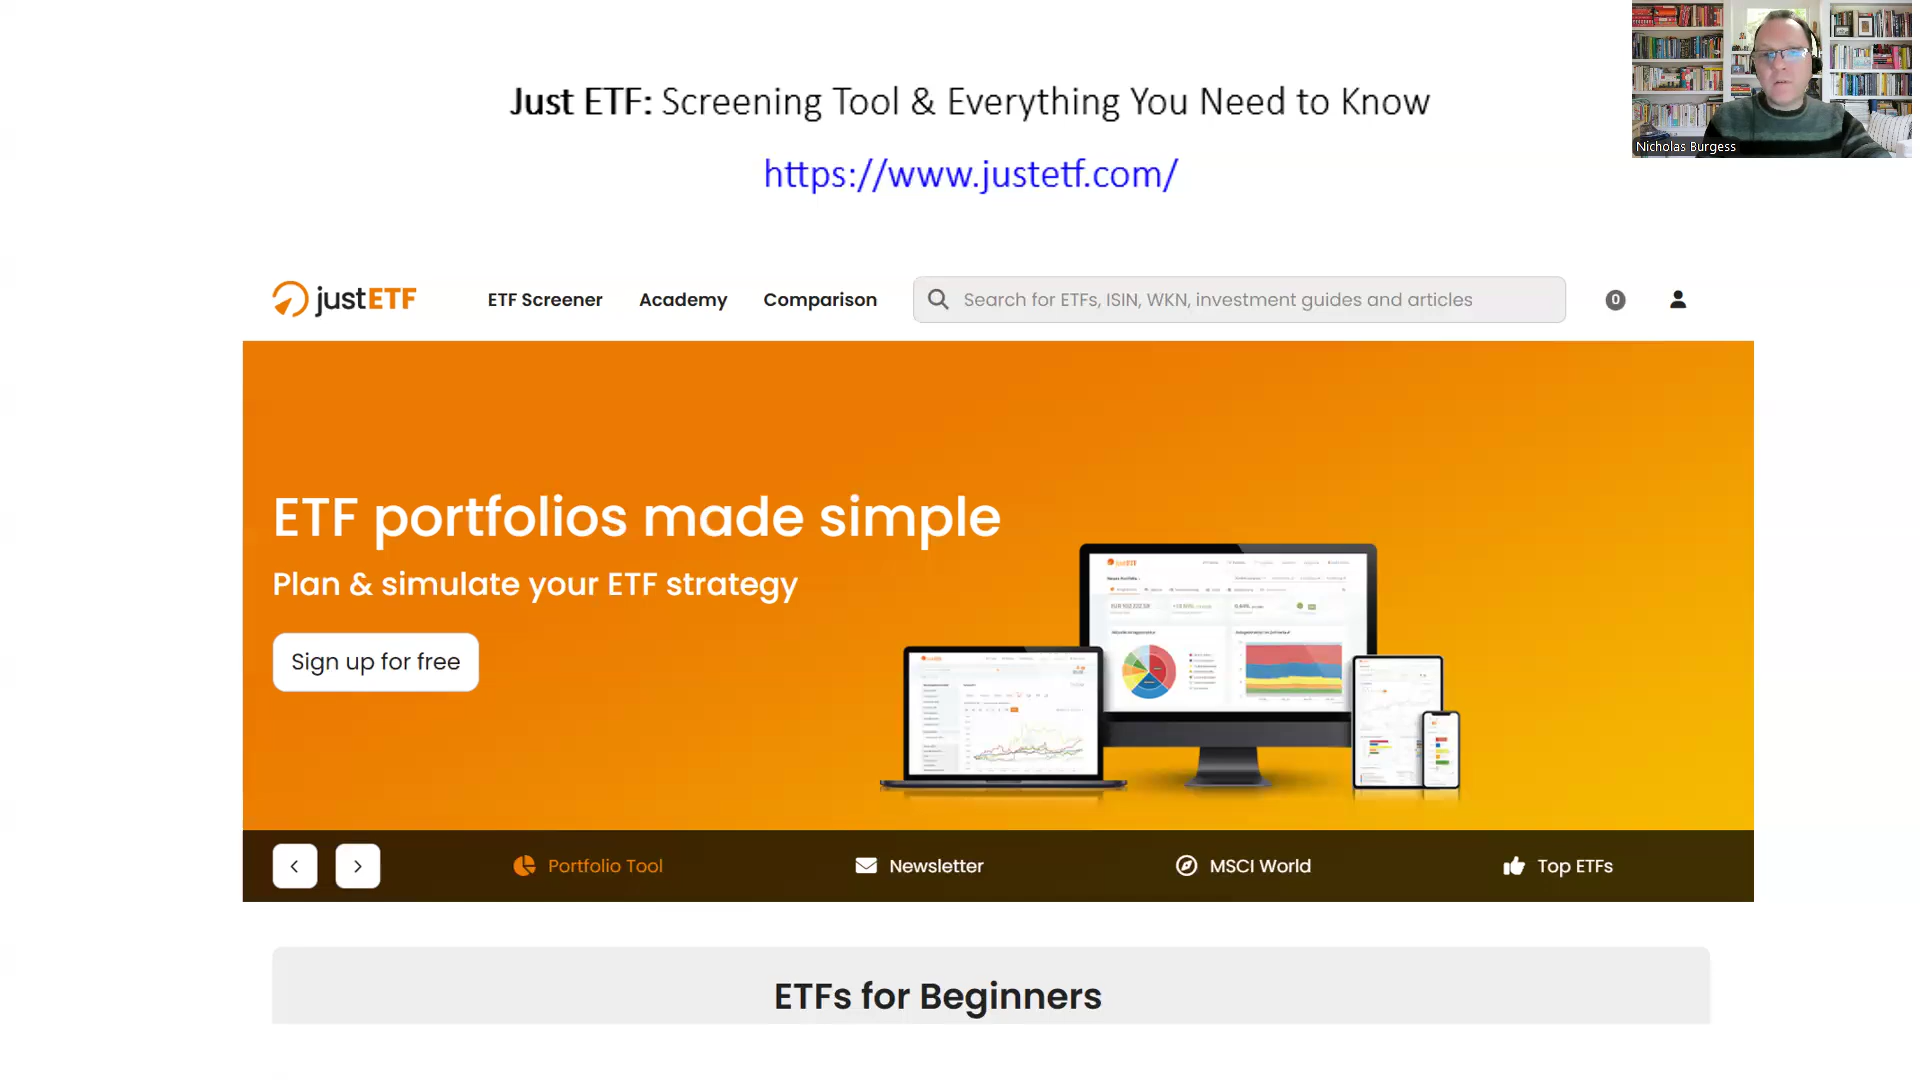 Just ETF: Screening Tool & Everything You Need to Know
https://www.justetf.com/
Nicholas Burgess
justETF
ETF Screener
Academy
Comparison
Search for ETFs, ISIN, WKN, investment guides and articles
0
ETF portfolios made simple
Plan & simulate your ETF strategy
Sign up for free
Portfolio Tool
Newsletter
MSCI World
Top ETFs
ETFs for Beginners